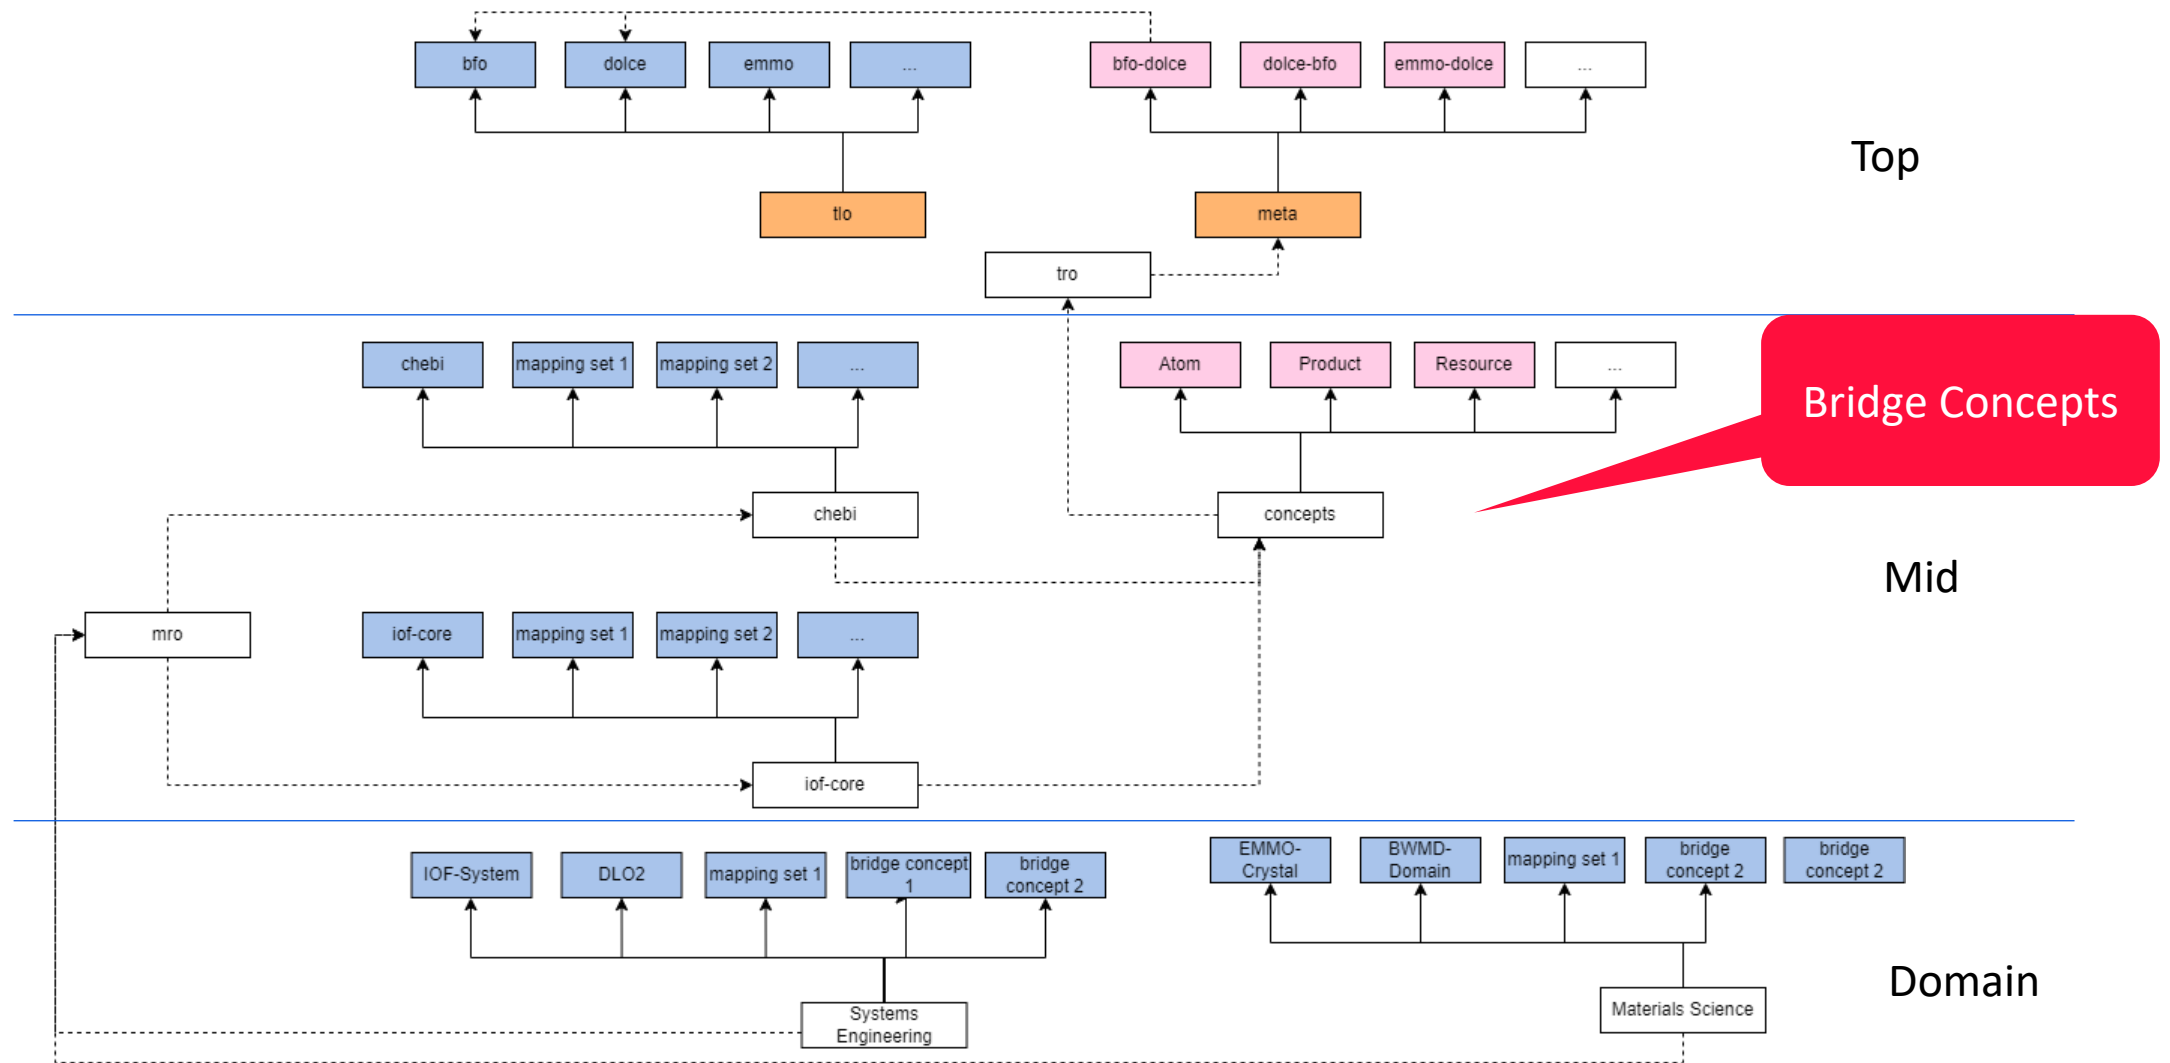 bfo
dolce
emmo
...
bfo-dolce
dolce-bfo
emmo-dolce
...
Top
tlo
meta
tro
chebi
mapping set 1
mapping set 2
...
Atom
Product
Resource
...
Bridge Concepts
chebi
concepts
Mid
mro
iof-core
mapping set 1
mapping set 2
...
iof-core
IOF-System
DLO2
mapping set 1
bridge concept
1
bridge
concept 2
EMMO-
Crystal
BWMD-
Domain
mapping set 1
bridge
concept 2
bridge
concept 2
Domain
Systems
Engineering
Materials Science